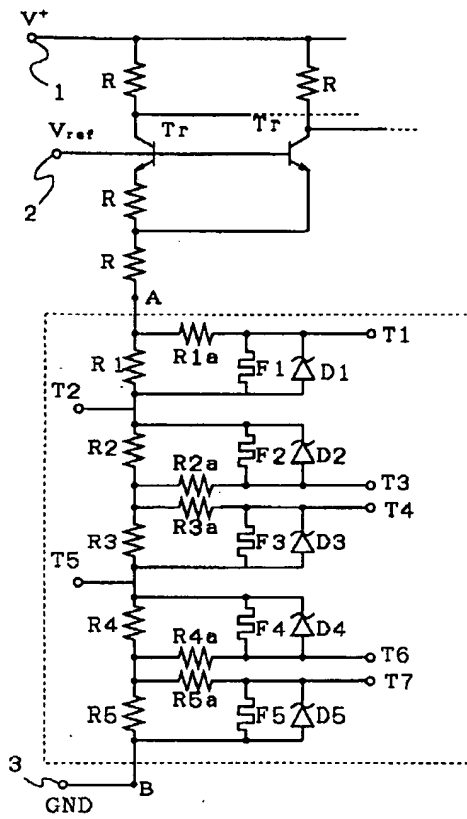 V+
1
R
R
Tr
Tr
Vref
2
R
R
A
R1
R1a
F1
D1
T1
T2
R2
R2a
F2
D2
T3
R3
R3a
F3
D3
T4
T5
R4
R4a
F4
D4
T6
R5
R5a
F5
D5
T7
3
GND
B